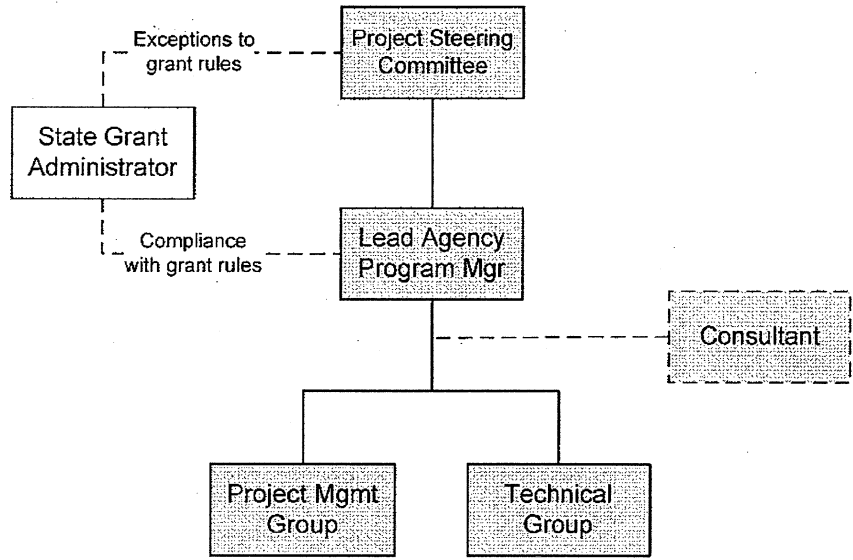 Exceptions to
grant rules
Project Steering
Committee
State Grant
Administrator
Compliance
with grant rules
Lead Agency
Program Mgr
Consultant
Project Mgmt
Group
Technical
Group